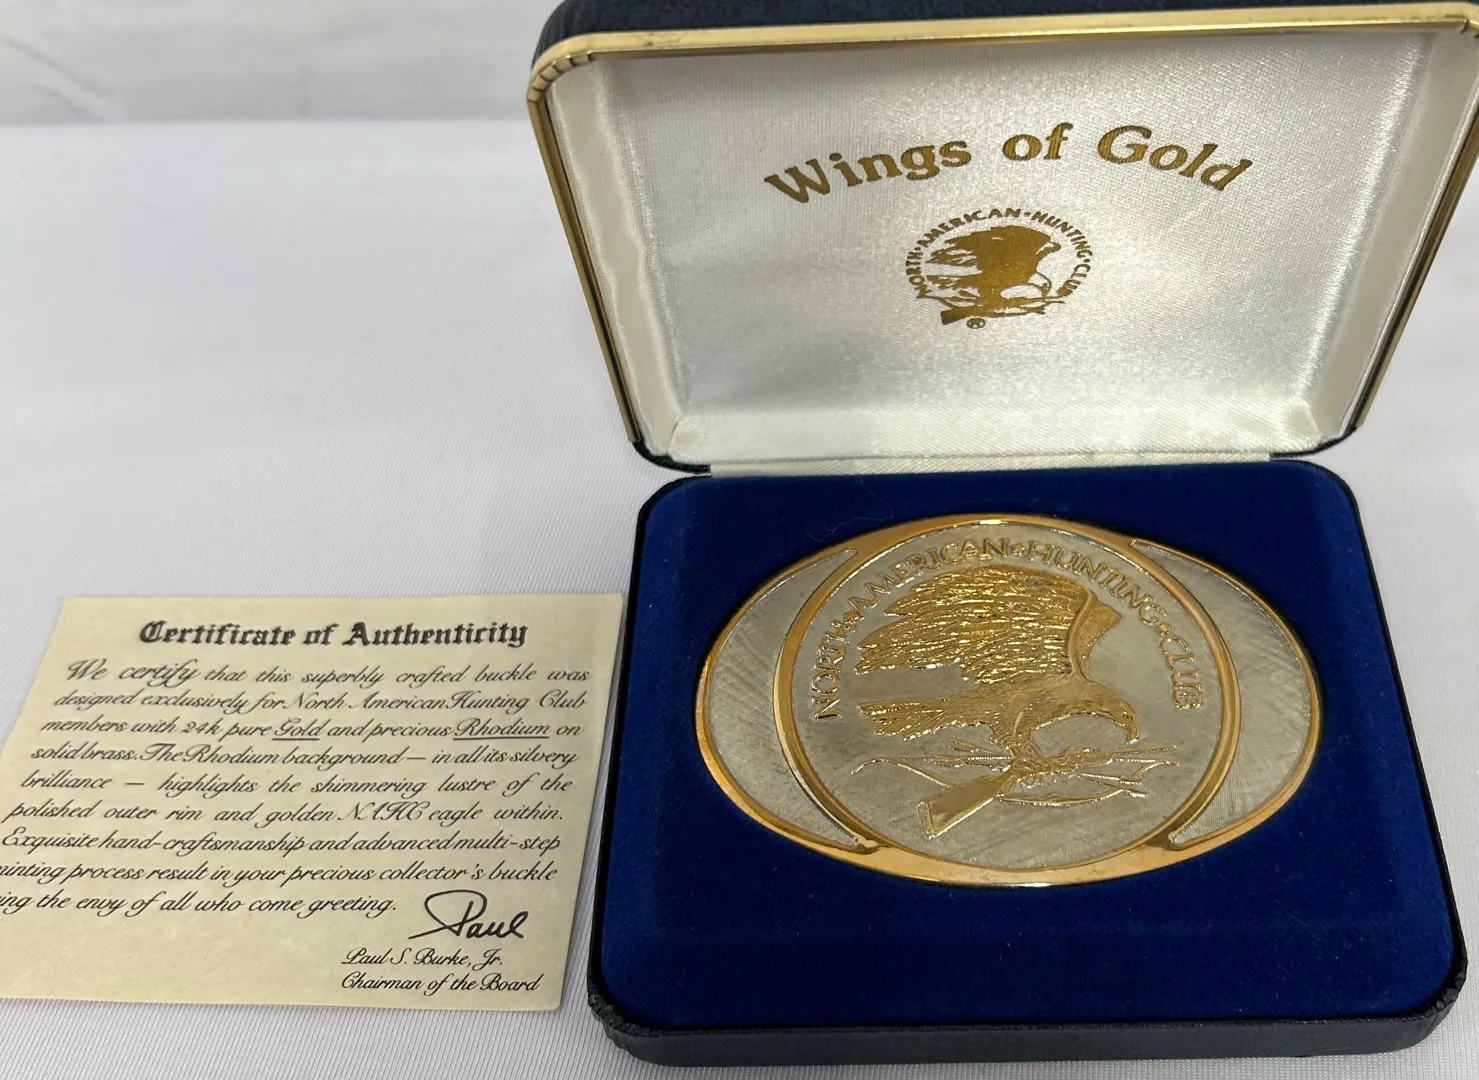 Wings of Gold
NORTH•AMERICAN•HUNTING•CLUB
®
NORTH•AMERICAN•HUNTING•CLUB
Certificate of Authenticity
We certify that this superbly crafted buckle was
designed exclusively for North American Hunting Club
members with 24k pure Gold and precious Rhodium on
solid brass. The Rhodium background — in all its silvery
brilliance — highlights the shimmering lustre of the
polished outer rim and golden NAHC eagle within.
Exquisite hand-craftsmanship and advanced multi-step
minting process result in your precious collector's buckle
ing the envy of all who come greeting.
Paul
Paul S. Burke, Jr.
Chairman of the Board